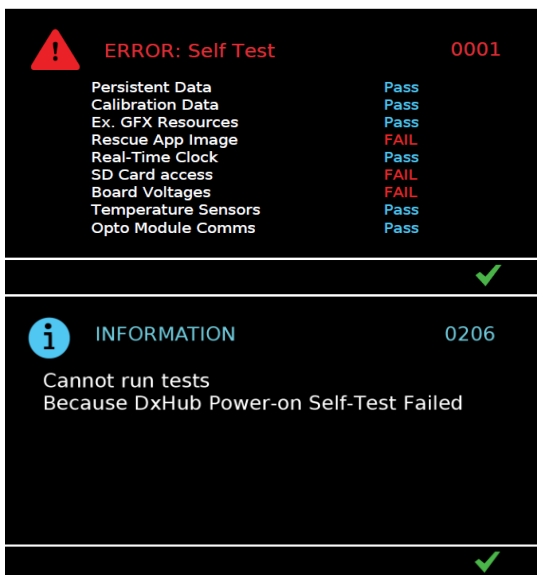 ERROR: Self Test 0001
Persistent Data Pass
Calibration Data Pass
Ex. GFX Resources Pass
Rescue App Image FAIL
Real-Time Clock Pass
SD Card access FAIL
Board Voltages FAIL
Temperature Sensors Pass
Opto Module Comms Pass
INFORMATION 0206
Cannot run tests
Because DxHub Power-on Self-Test Failed